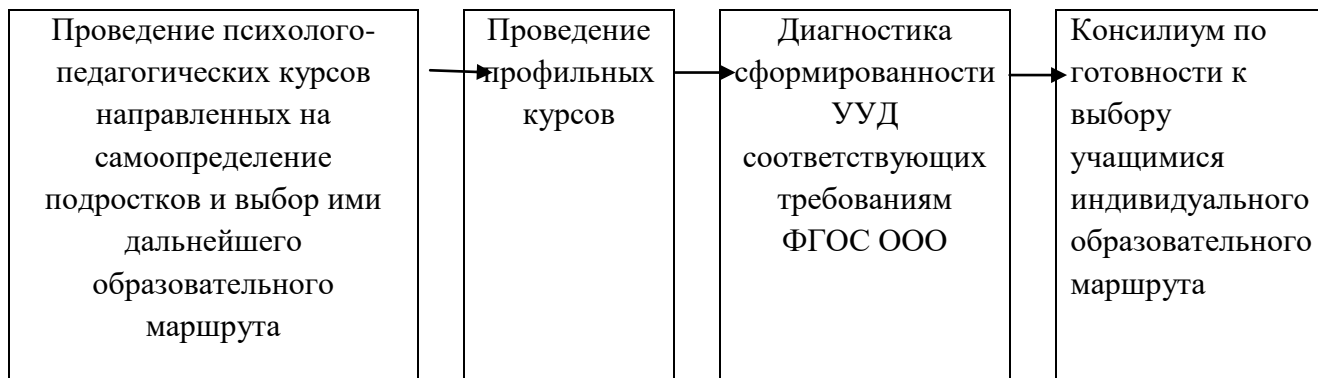 Проведение психолого-
педагогических курсов
направленных на
самоопределение
подростков и выбор ими
дальнейшего
образовательного
маршрута
Проведение
профильных
курсов
Диагностика
сформированности
УУД
соответствующих
требованиям
ФГОС ООО
Консилиум по
готовности к
выбору
учащимися
индивидуального
образовательного
маршрута